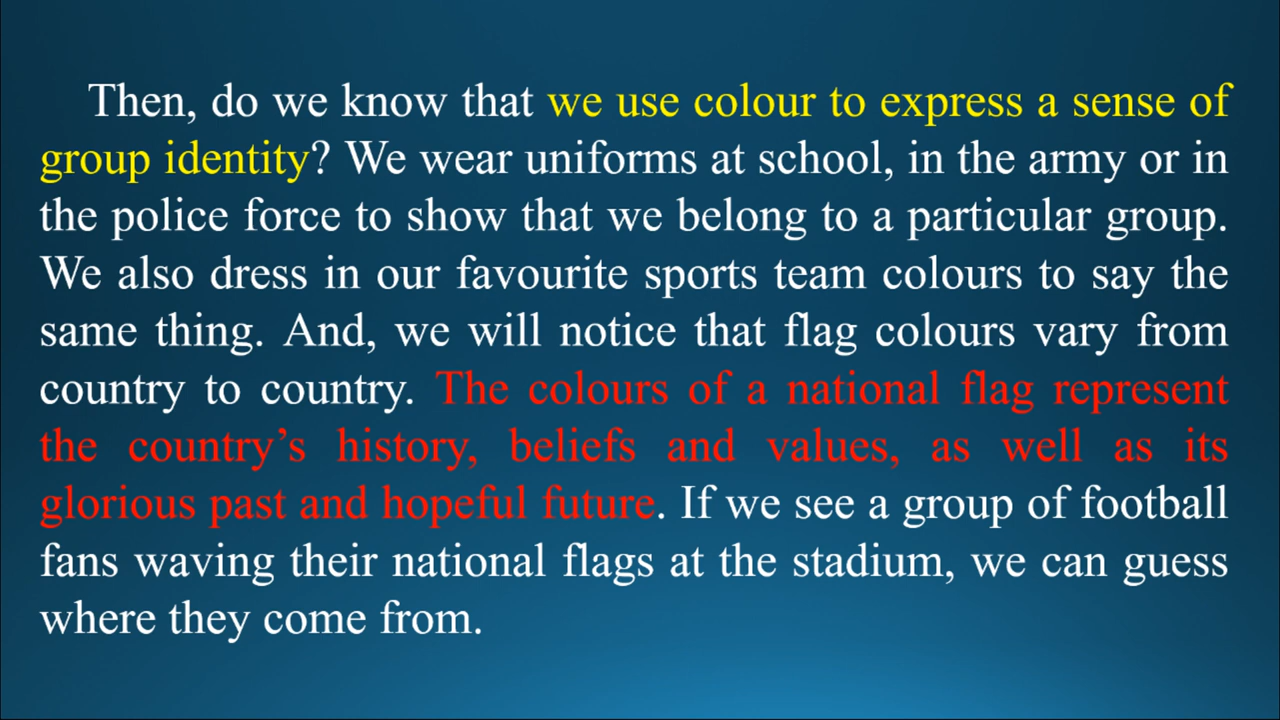 Then, do we know that we use colour to express a sense of
group identity? We wear uniforms at school, in the army or in
the police force to show that we belong to a particular group.
We also dress in our favourite sports team colours to say the
same thing. And, we will notice that flag colours vary from
country to country. The colours of a national flag represent
the country’s history, beliefs and values, as well as its
glorious past and hopeful future. If we see a group of football
fans waving their national flags at the stadium, we can guess
where they come from.